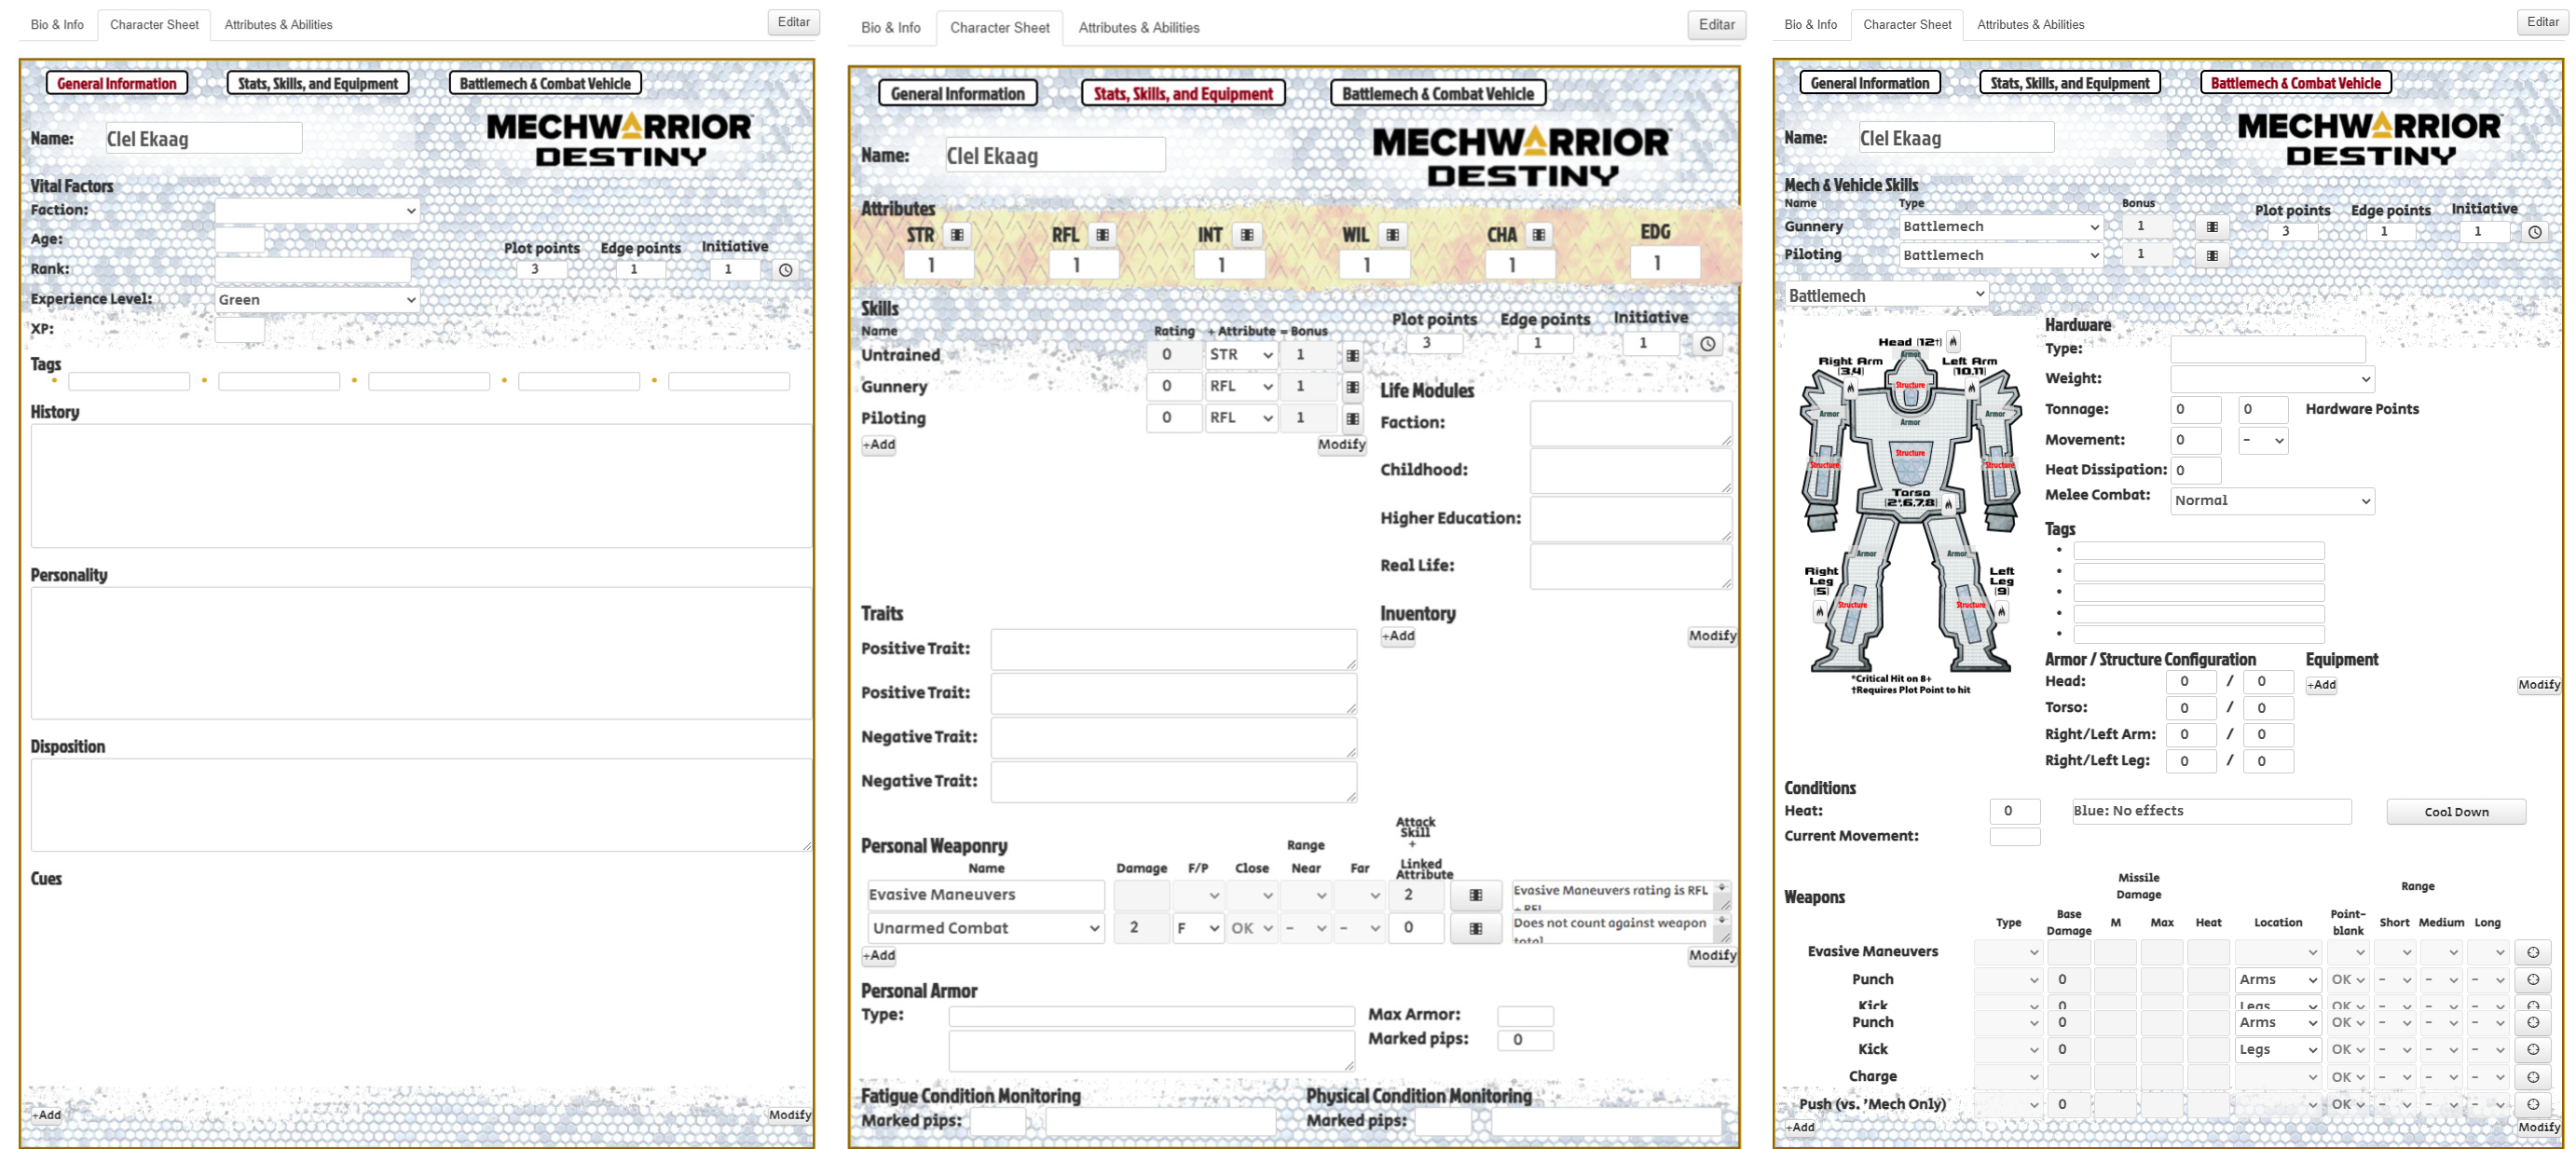 Bio & Info Character Sheet Attributes & Abilities Editar
General Information Stats, Skills, and Equipment Battlemech & Combat Vehicle
Name: Clel Ekaag
MECHWARRIOR
DESTINY
Vital Factors
Faction:
Age:
Plot points Edge points Initiative
Rank: 3 1 1
Experience Level: Green
XP:
Tags
History
Personality
Disposition
Cues
+Add Modify
Bio & Info Character Sheet Attributes & Abilities Editar
General Information Stats, Skills, and Equipment Battlemech & Combat Vehicle
Name: Clel Ekaag
MECHWARRIOR
DESTINY
Attributes
STR RFL INT WIL CHA EDG
1 1 1 1 1 1
Skills
Name Rating + Attribute = Bonus
Untrained 0 STR 1
Gunnery 0 RFL 1
Piloting 0 RFL 1
+Add Modify
Plot points Edge points Initiative
3 1 1
Life Modules
Faction:
Childhood:
Higher Education:
Real Life:
Traits
Positive Trait:
Positive Trait:
Negative Trait:
Negative Trait:
Inventory
+Add Modify
Personal Weaponry
Range
Attack
Skill
+
Linked
Attribute
Name Damage F/P Close Near Far
Evasive Maneuvers 2 Evasive Maneuvers rating is RFL
+ RFL
Unarmed Combat 2 F OK – – 0 Does not count against weapon
total
+Add Modify
Personal Armor
Type: Max Armor:
Marked pips: 0
Fatigue Condition Monitoring Physical Condition Monitoring
Marked pips: Marked pips:
Bio & Info Character Sheet Attributes & Abilities Editar
General Information Stats, Skills, and Equipment Battlemech & Combat Vehicle
Name: Clel Ekaag
MECHWARRIOR
DESTINY
Mech & Vehicle Skills
Name Type Bonus
Gunnery Battlemech 1
Piloting Battlemech 1
Plot points Edge points Initiative
3 1 1
Battlemech
Head (12†)
Armor
Right Arm
(3,4)
Left Arm
(10,11)
Structure
Armor Armor
Armor
Structure
Structure Structure
Torso
(2*,6,7,8)
Armor Armor
Right
Leg
(5)
Left
Leg
(9)
Structure Structure
*Critical Hit on 8+
†Requires Plot Point to hit
Hardware
Type:
Weight:
Tonnage: 0 0 Hardware Points
Movement: 0 –
Heat Dissipation: 0
Melee Combat: Normal
Tags
Armor / Structure Configuration
Head: 0 / 0
Torso: 0 / 0
Right/Left Arm: 0 / 0
Right/Left Leg: 0 / 0
Equipment
+Add Modify
Conditions
Heat: 0 Blue: No effects Cool Down
Current Movement:
Weapons
Missile
Damage
Range
Type Base
Damage M Max Heat Location Point-
blank Short Medium Long
Evasive Maneuvers
Punch 0 Arms OK – – –
Kick 0 Legs OK – – –
Punch 0 Arms OK – – –
Kick 0 Legs OK – – –
Charge OK – – –
Push (vs. 'Mech Only) 0 OK – – –
+Add Modify